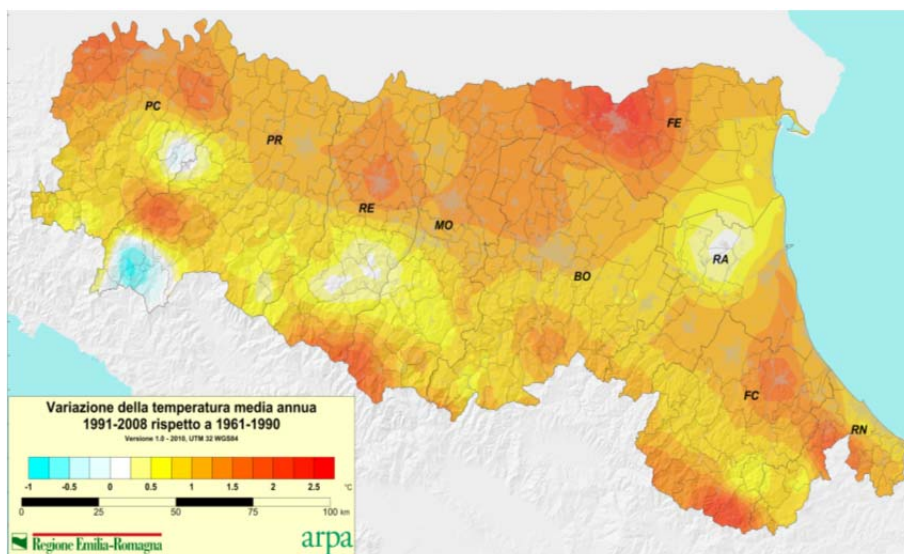 PC
PR
FE
RE
MO
RA
BO
FC
RN
Variazione della temperatura media annua
1991-2008 rispetto a 1961-1990
Versione 1.0 - 2010, UTM 32 WGS84
-1 -0.5 0 0.5 1 1.5 2 2.5 °C
0 25 50 75 100 km
Regione Emilia-Romagna arpa